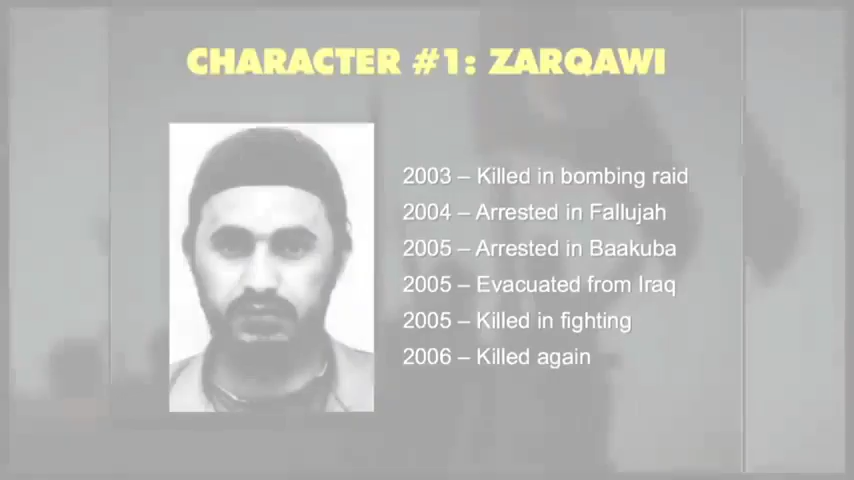 CHARACTER #1: ZARQAWI
2003 – Killed in bombing raid
2004 – Arrested in Fallujah
2005 – Arrested in Baakuba
2005 – Evacuated from Iraq
2005 – Killed in fighting
2006 – Killed again